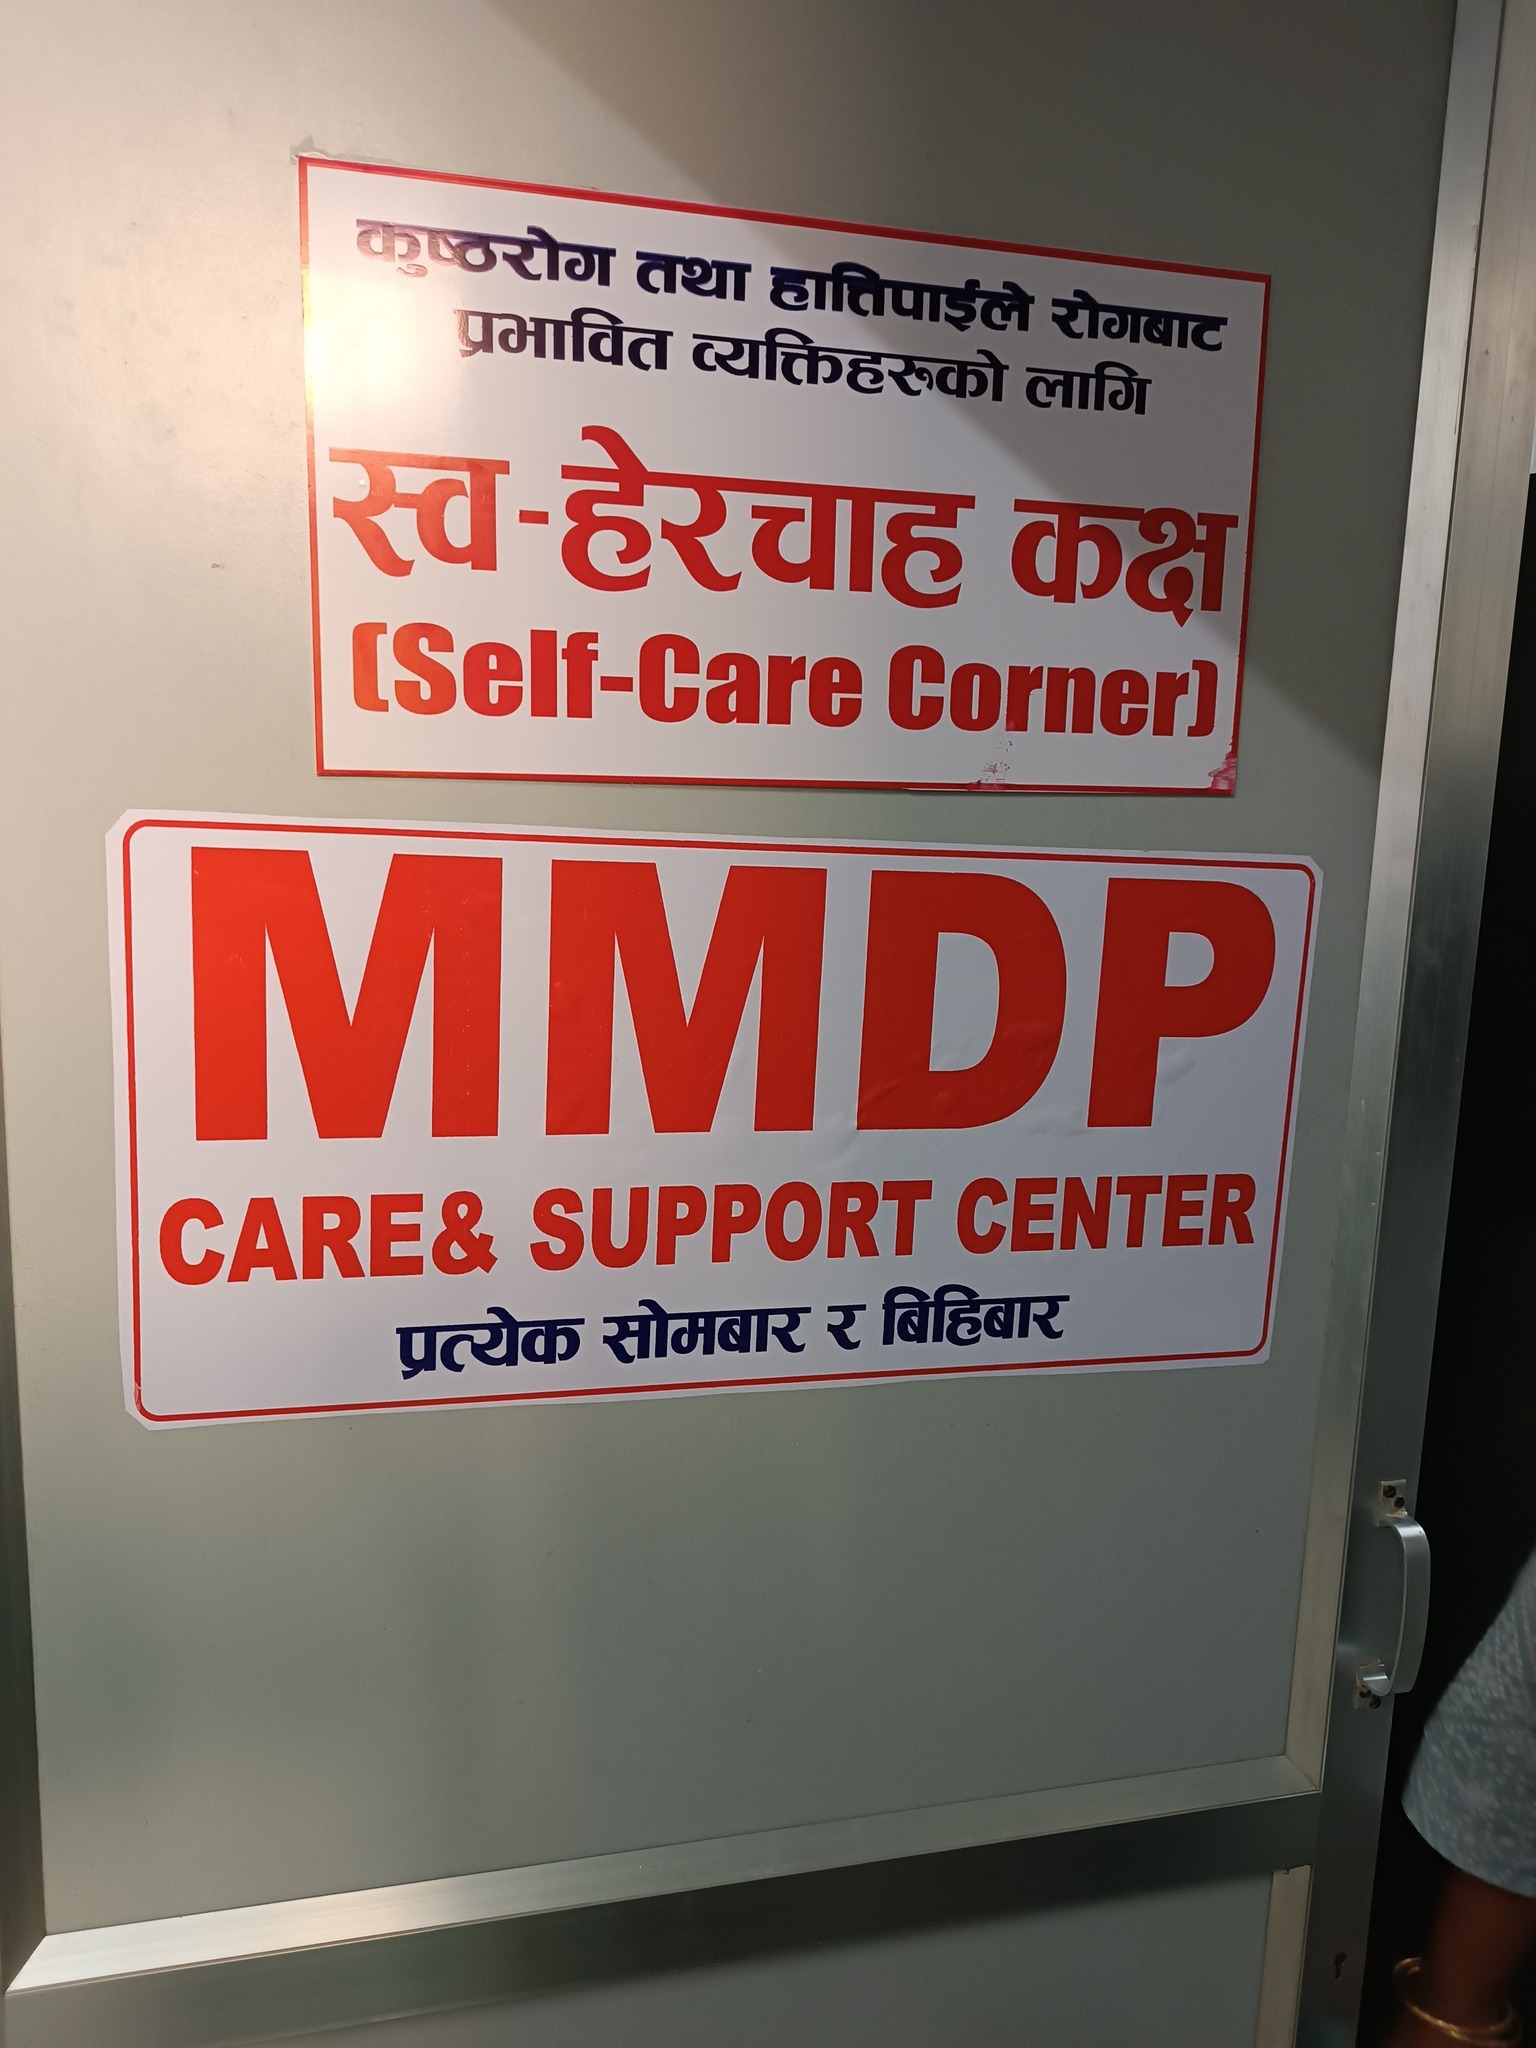 कुष्ठरोग तथा हात्तिपाईले रोगबाट
प्रभावित व्यक्तिहरुको लागि
स्व-हेरचाह कक्ष
(Self-Care Corner)
MMDP
CARE& SUPPORT CENTER
प्रत्येक सोमबार र बिहिबार